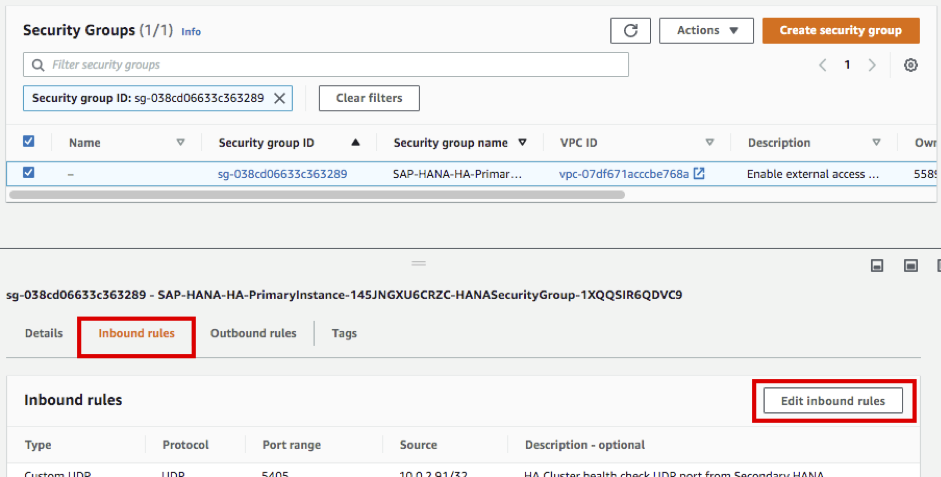 Security Groups (1/1) Info
Actions ▼ Create security group
Filter security groups
1
Security group ID: sg-038cd06633c363289 ✕ Clear filters
Name Security group ID Security group name VPC ID Description Own
– sg-038cd06633c363289 SAP-HANA-HA-Primar... vpc-07df671acccbe768a Enable external access ... 5589
sg-038cd06633c363289 - SAP-HANA-HA-PrimaryInstance-145JNGXU6CRZC-HANASecurityGroup-1XQQSIR6QDVC9
Details Inbound rules Outbound rules Tags
Inbound rules Edit inbound rules
Type Protocol Port range Source Description - optional
Custom UDP UDP 5405 10.0.2.91/32 HA Cluster health check UDP port from Secondary HANA